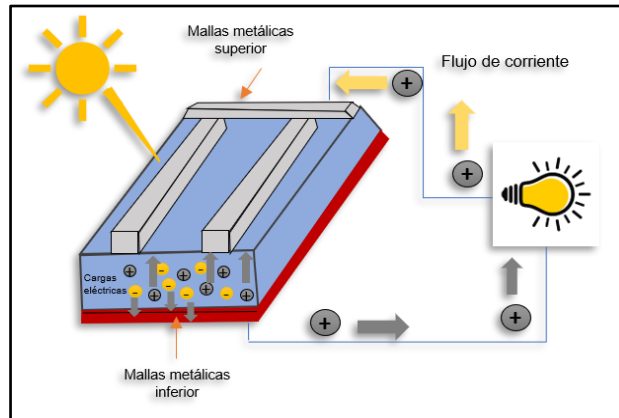 Mallas metálicas
superior
Flujo de corriente
Cargas
eléctricas
Mallas metálicas
inferior